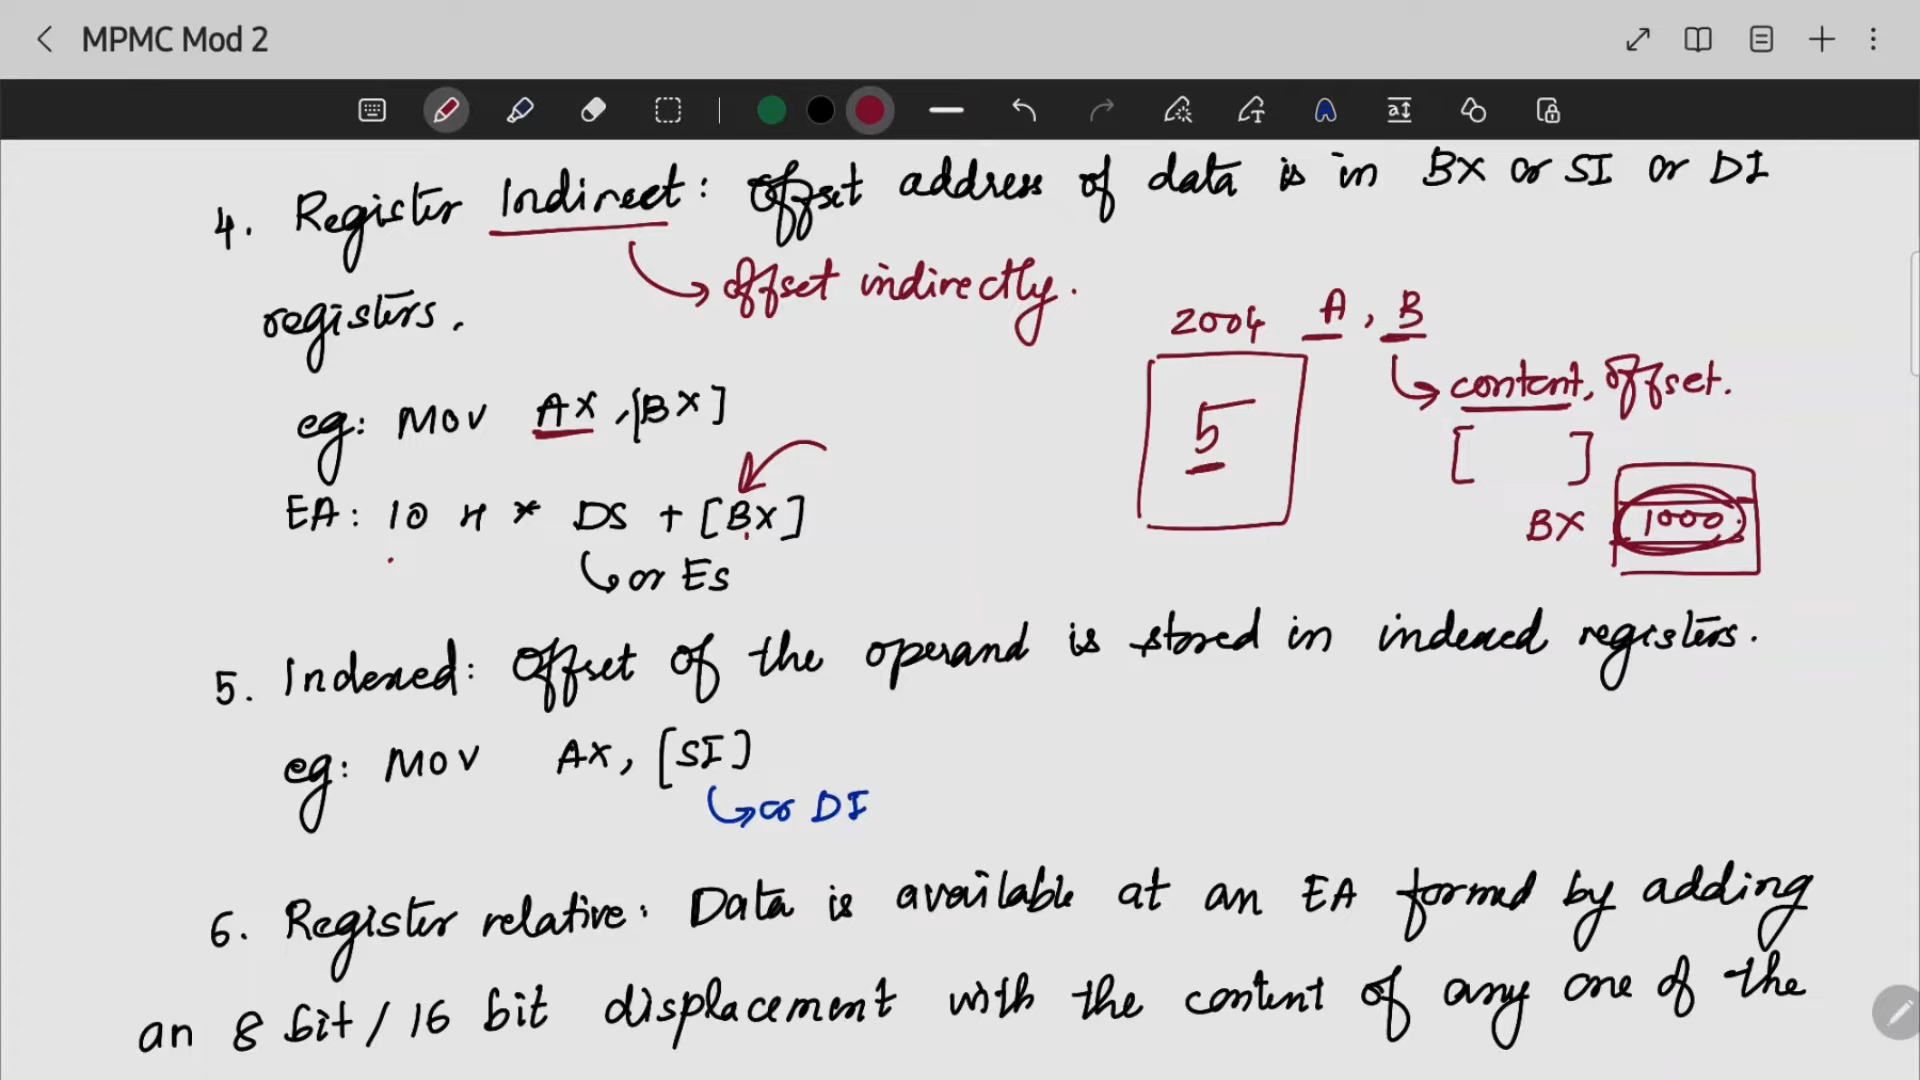 MPMC Mod 2
4. Register Indirect: Offset address of data is in BX or SI or DI
offset indirectly.
registers.
2004 A, B
content, offset.
eg: MOV AX, [BX]
5
[ ]
EA: 10 H * DS + [BX]
BX 1000
or ES
5. Indexed: Offset of the operand is stored in indexed registers.
eg: MOV AX, [SI]
or DI
6. Register relative: Data is available at an EA formed by adding
an 8 bit/16 bit displacement with the content of any one of the